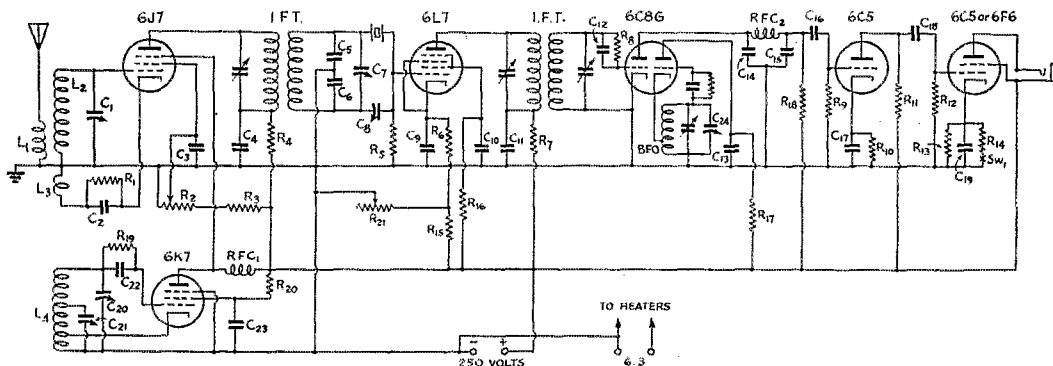 6J7
I.F.T.
6L7
I.F.T.
6C8G
RFC2
C16
6C5
C18
6C5 or 6F6
L2
C1
C5
C7
C12
R8
C14
C15
L1
C6
C3
C4
R4
C8
R5
C9
R6
C10
C11
R7
BFO
C24
C13
R18
R9
C17
R10
R11
R12
R13
C19
R14
SW1
L3
R1
C2
R2
R3
R21
R16
R15
R17
R19
6K7
RFC1
C22
R20
L4
C20
C21
C23
TO HEATERS
- +
250 VOLTS
6.3